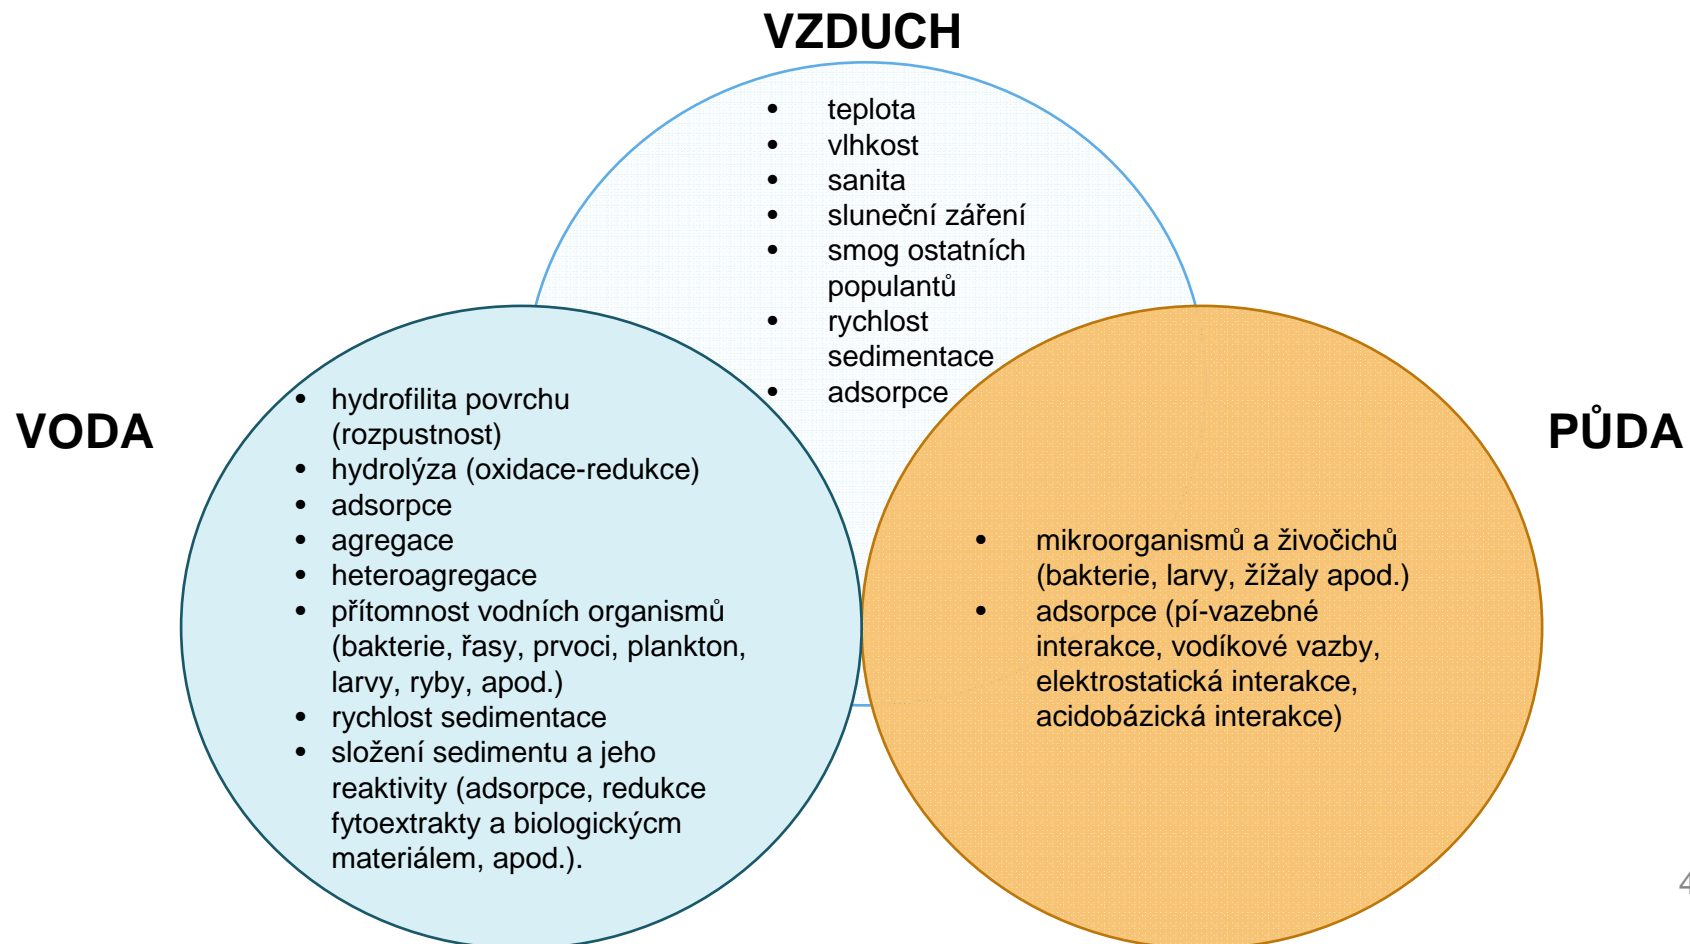 VZDUCH
• teplota
• vlhkost
• sanita
• sluneční záření
• smog ostatních
populantů
• rychlost
sedimentace
• adsorpce
VODA
• hydrofilita povrchu
(rozpustnost)
• hydrolýza (oxidace-redukce)
• adsorpce
• agregace
• heteroagregace
• přítomnost vodních organismů
(bakterie, řasy, prvoci, plankton,
larvy, ryby, apod.)
• rychlost sedimentace
• složení sedimentu a jeho
reaktivity (adsorpce, redukce
fytoextrakty a biologickýcm
materiálem, apod.).
PŮDA
• mikroorganismů a živočichů
(bakterie, larvy, žížaly apod.)
• adsorpce (pí-vazebné
interakce, vodíkové vazby,
elektrostatická interakce,
acidobázická interakce)
4